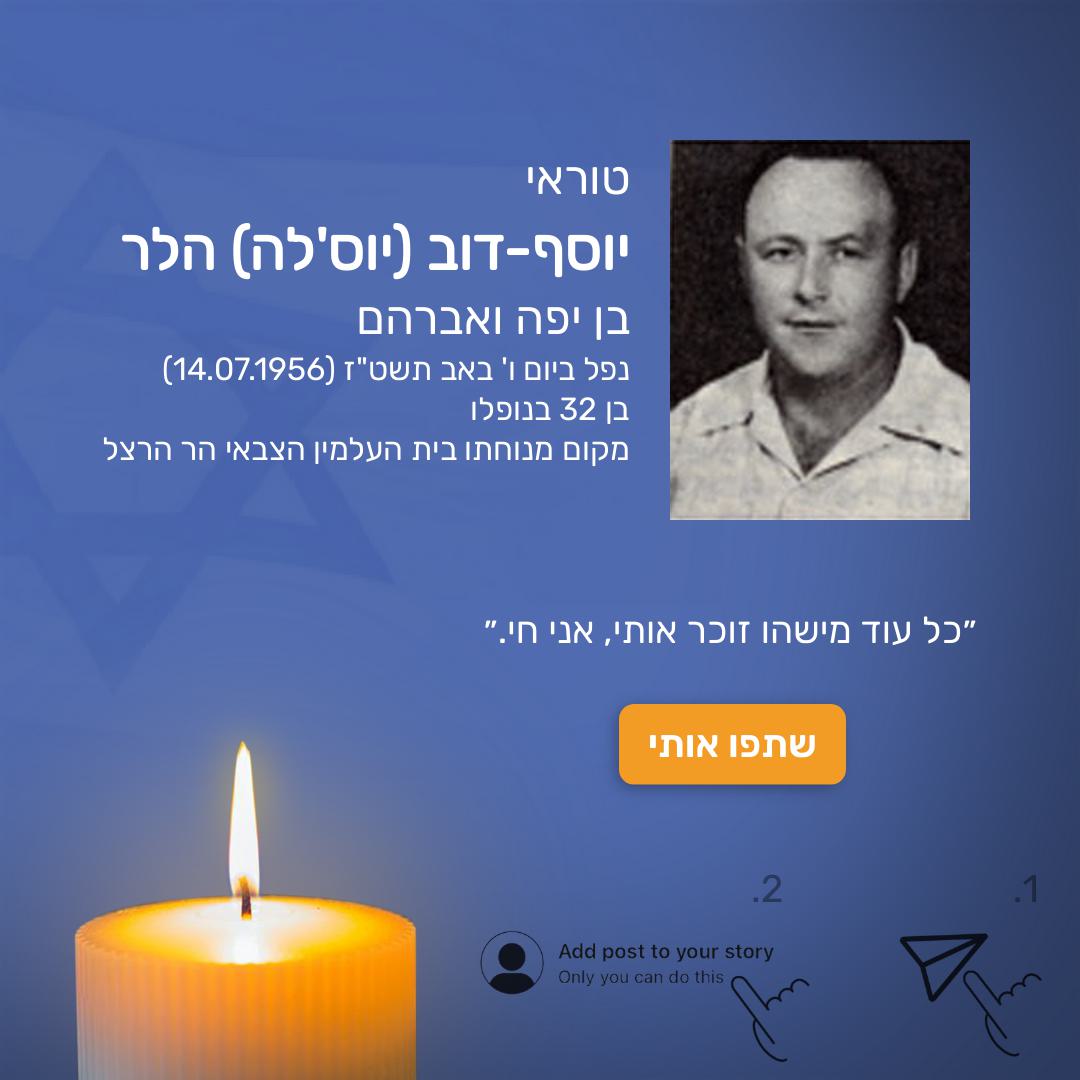 טוראי
יוסף-דוב (יוס'לה) הלר
בן יפה ואברהם
נפל ביום ו' באב תשט"ז (14.07.1956)
בן 32 בנופלו
מקום מנוחתו בית העלמין הצבאי הר הרצל
״כל עוד מישהו זוכר אותי, אני חי.״
שתפו אותי
1.
2.
Add post to your story
Only you can do this